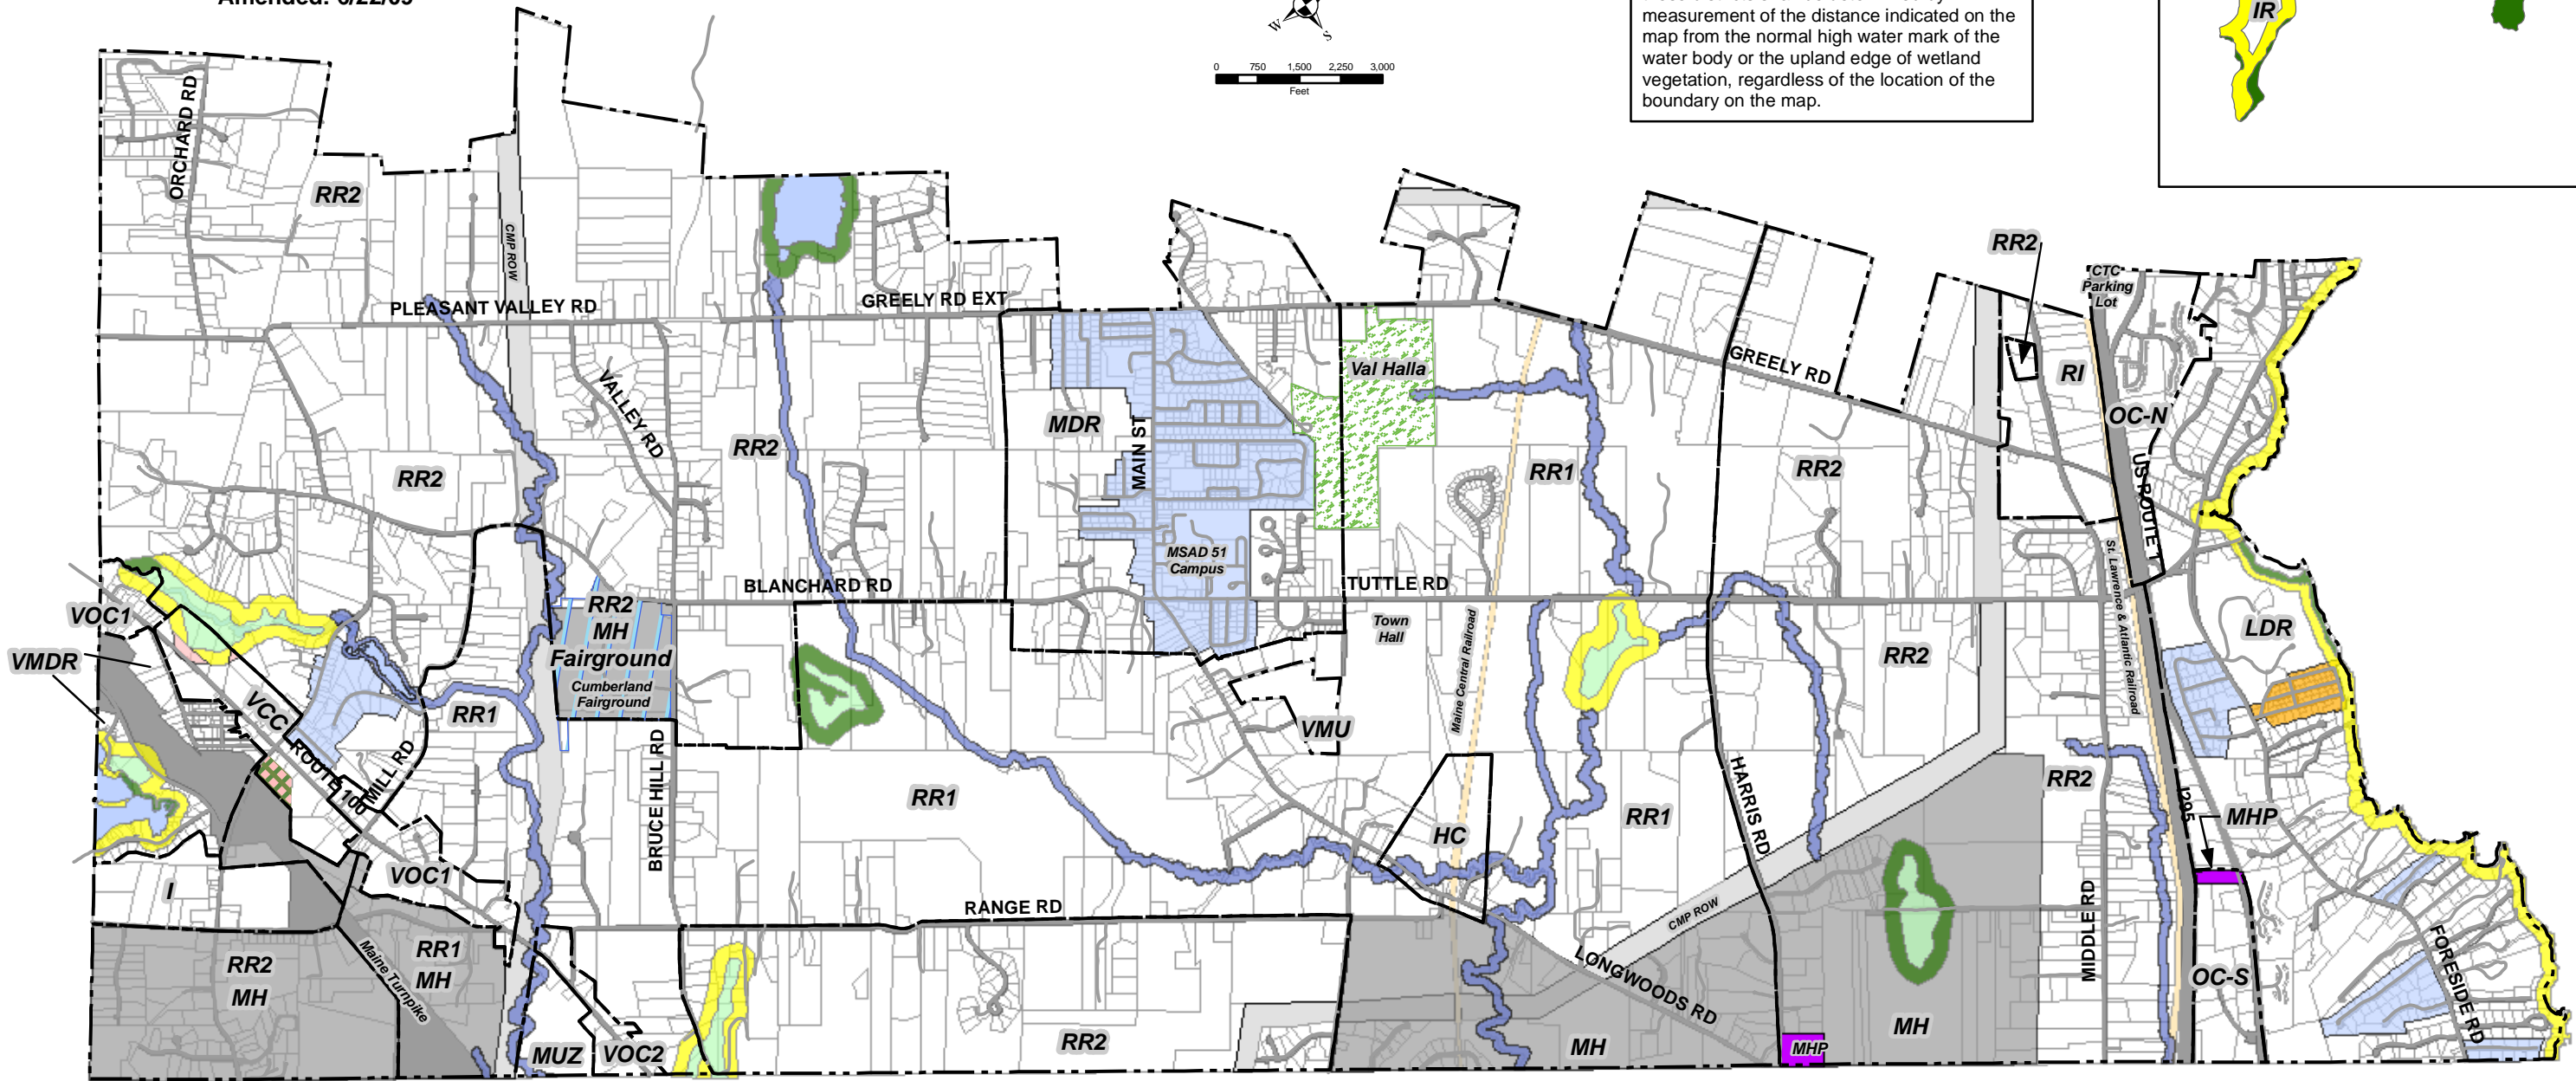 Amended: 6/22/09
W
S
0 750 1,500 2,250 3,000
Feet
measurement of the distance indicated on the
map from the normal high water mark of the
water body or the upland edge of wetland
vegetation, regardless of the location of the
boundary on the map.
IR
ORCHARD RD
RR2
CMP ROW
PLEASANT VALLEY RD
GREELY RD EXT
RR2
CTC
Parking
Lot
VALLEY RD
RR2
MDR
MAIN ST
Val Halla
GREELY RD
RI
OC-N
RR2
RR1
RR2
US ROUTE 1
MSAD 51
Campus
BLANCHARD RD
TUTTLE RD
St. Lawrence & Atlantic Railroad
VOC1
RR2
MH
Fairground
Cumberland
Fairground
Town
Hall
Maine Central Railroad
RR2
LDR
VMDR
VCC
RR1
VMU
ROUTE 100
MILL RD
BRUCE HILL RD
RR1
HARRIS RD
RR2
I295
MHP
HC
RR1
VOC1
I
RANGE RD
CMP ROW
MIDDLE RD
FORESIDE RD
RR2
MH
Maine Turnpike
RR1
MH
LONGWOODS RD
OC-S
MUZ
VOC2
RR2
MH
MHP
MH